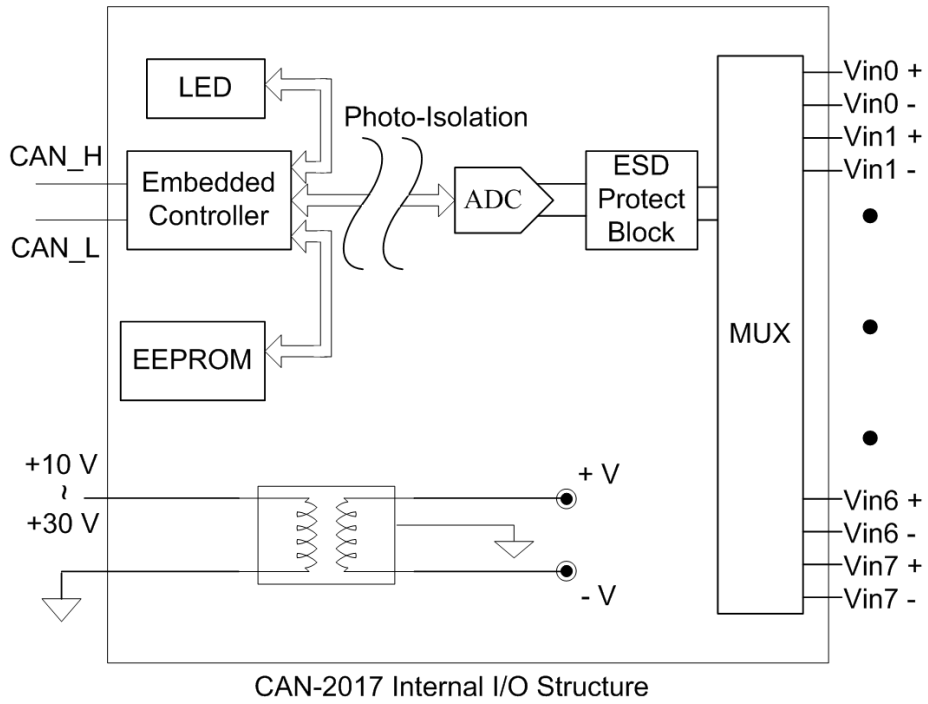 LED
Photo-Isolation
CAN_H
CAN_L
Embedded
Controller
ADC
ESD
Protect
Block
MUX
Vin0 +
Vin0 -
Vin1 +
Vin1 -
EEPROM
+10 V
~
+30 V
+ V
- V
Vin6 +
Vin6 -
Vin7 +
Vin7 -
CAN-2017 Internal I/O Structure